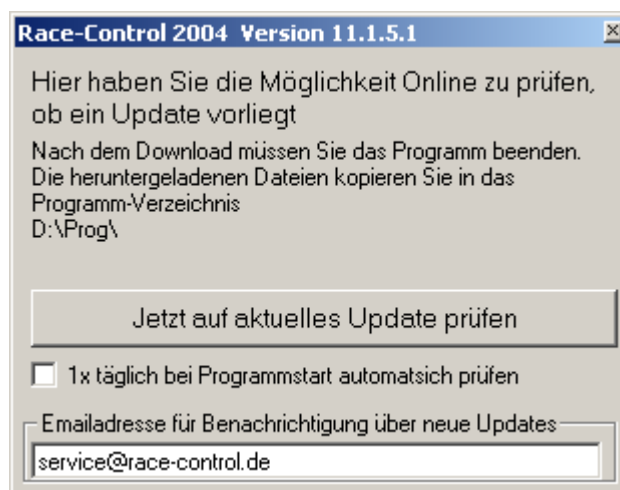 Race-Control 2004 Version 11.1.5.1
Hier haben Sie die Möglichkeit Online zu prüfen,
ob ein Update vorliegt
Nach dem Download müssen Sie das Programm beenden.
Die heruntergeladenen Dateien kopieren Sie in das
Programm-Verzeichnis
D:\Prog\
Jetzt auf aktuelles Update prüfen
1x täglich bei Programmstart automatsich prüfen
Emailadresse für Benachrichtigung über neue Updates
service@race-control.de